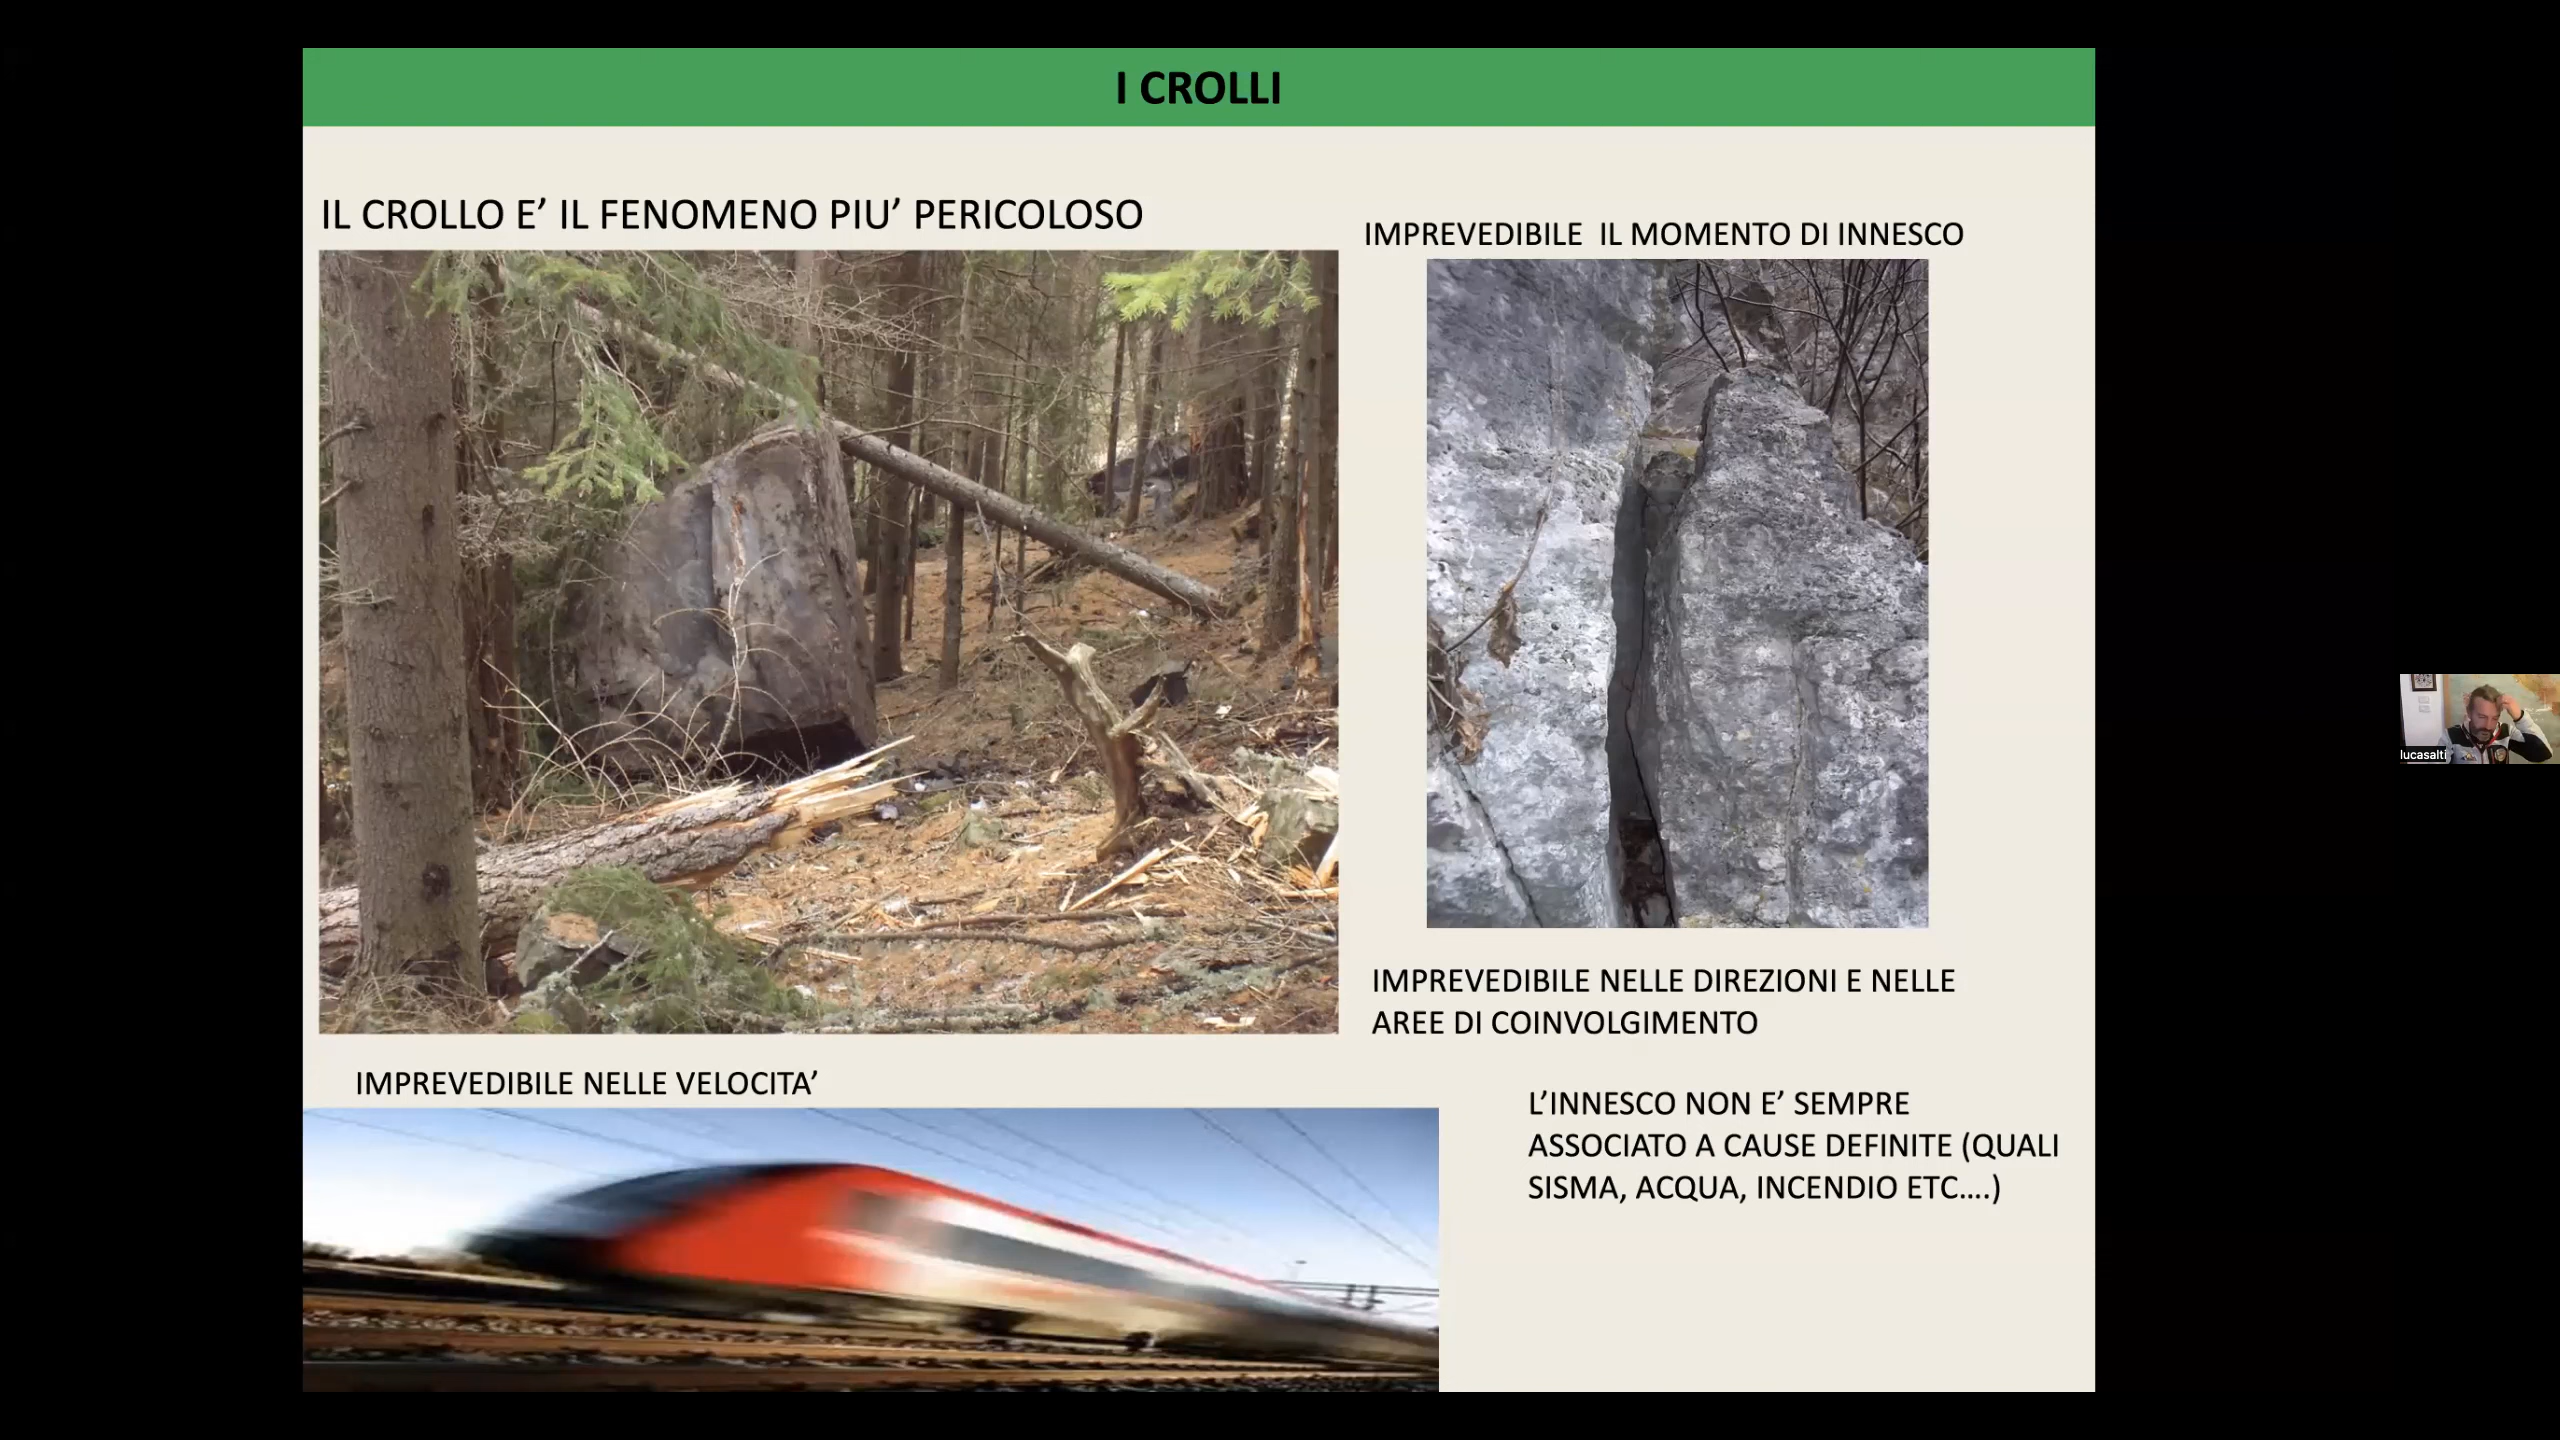 I CROLLI
IL CROLLO E’ IL FENOMENO PIU’ PERICOLOSO
IMPREVEDIBILE  IL MOMENTO DI INNESCO
IMPREVEDIBILE NELLE DIREZIONI E NELLE
AREE DI COINVOLGIMENTO
IMPREVEDIBILE NELLE VELOCITA’
L’INNESCO NON E’ SEMPRE
ASSOCIATO A CAUSE DEFINITE (QUALI
SISMA, ACQUA, INCENDIO ETC….)
lucasalti